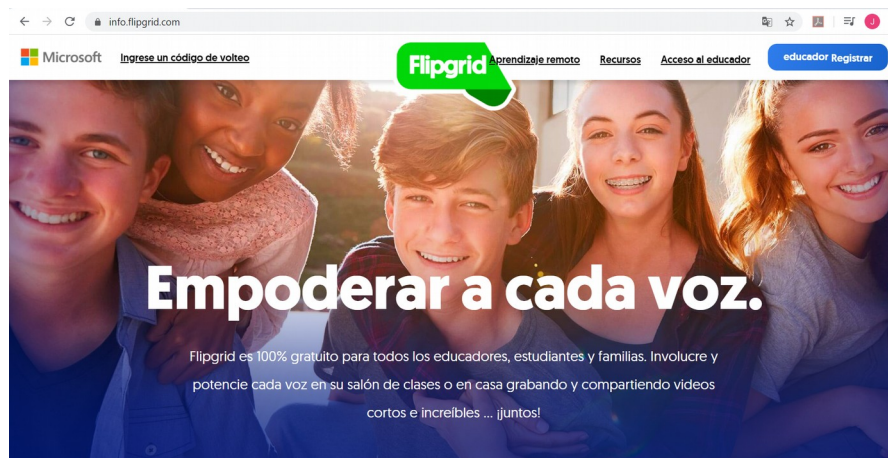 info.flipgrid.com
J
Microsoft Ingrese un código de volteo Flipgrid Aprendizaje remoto Recursos Acceso al educador educador Registrar
Empoderar a cada voz.
Flipgrid es 100% gratuito para todos los educadores, estudiantes y familias. Involucre y
potencie cada voz en su salón de clases o en casa grabando y compartiendo videos
cortos e increíbles ... ¡juntos!